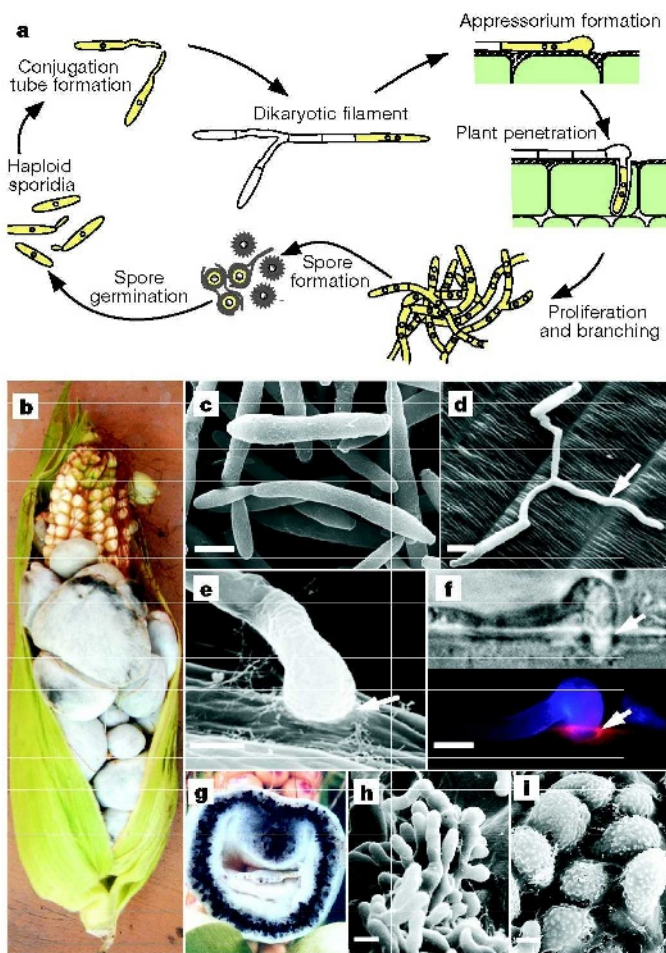 a
Conjugation
tube formation
Dikaryotic filament
Appressorium formation
Plant penetration
Haploid
sporidia
Spore
germination
Spore
formation
Proliferation
and branching
b
c
d
e
f
g
h
i